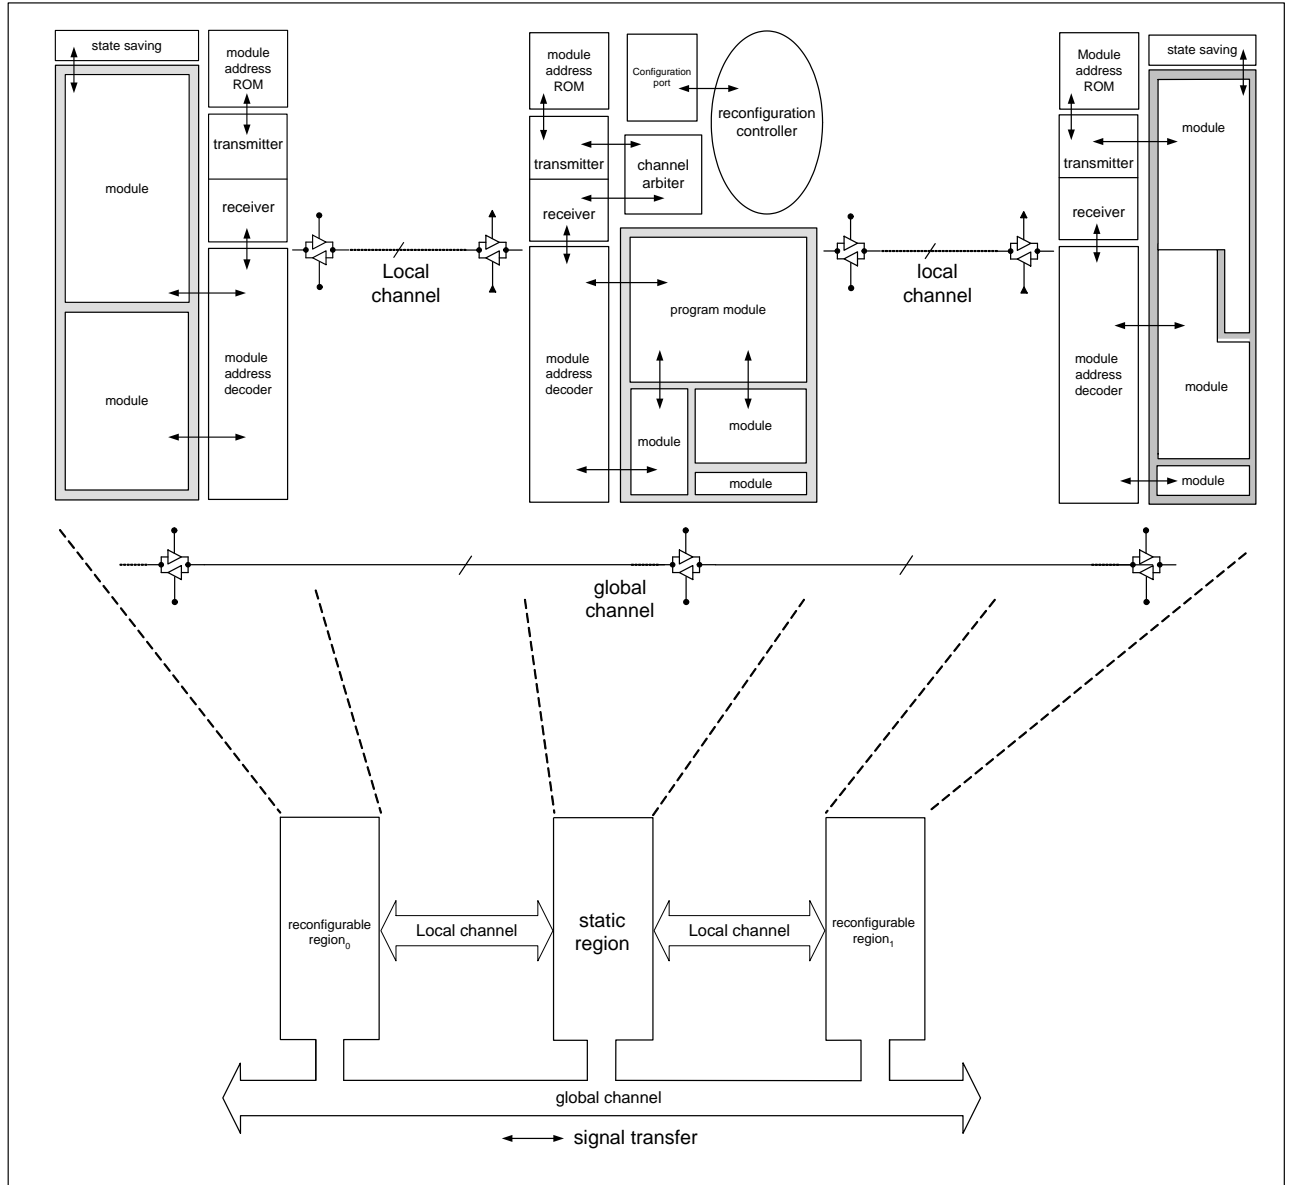 state saving
module
address
ROM
transmitter
receiver
module
module
module
address
decoder
Local
channel
module
address
ROM
Configuration
port
reconfiguration
controller
transmitter
channel
arbiter
receiver
program module
module
address
decoder
module
module
module
local
channel
Module
address
ROM
state saving
module
transmitter
receiver
module
address
decoder
module
module
global
channel
reconfigurable
region0
Local channel
static
region
Local channel
reconfigurable
region1
global channel
signal transfer